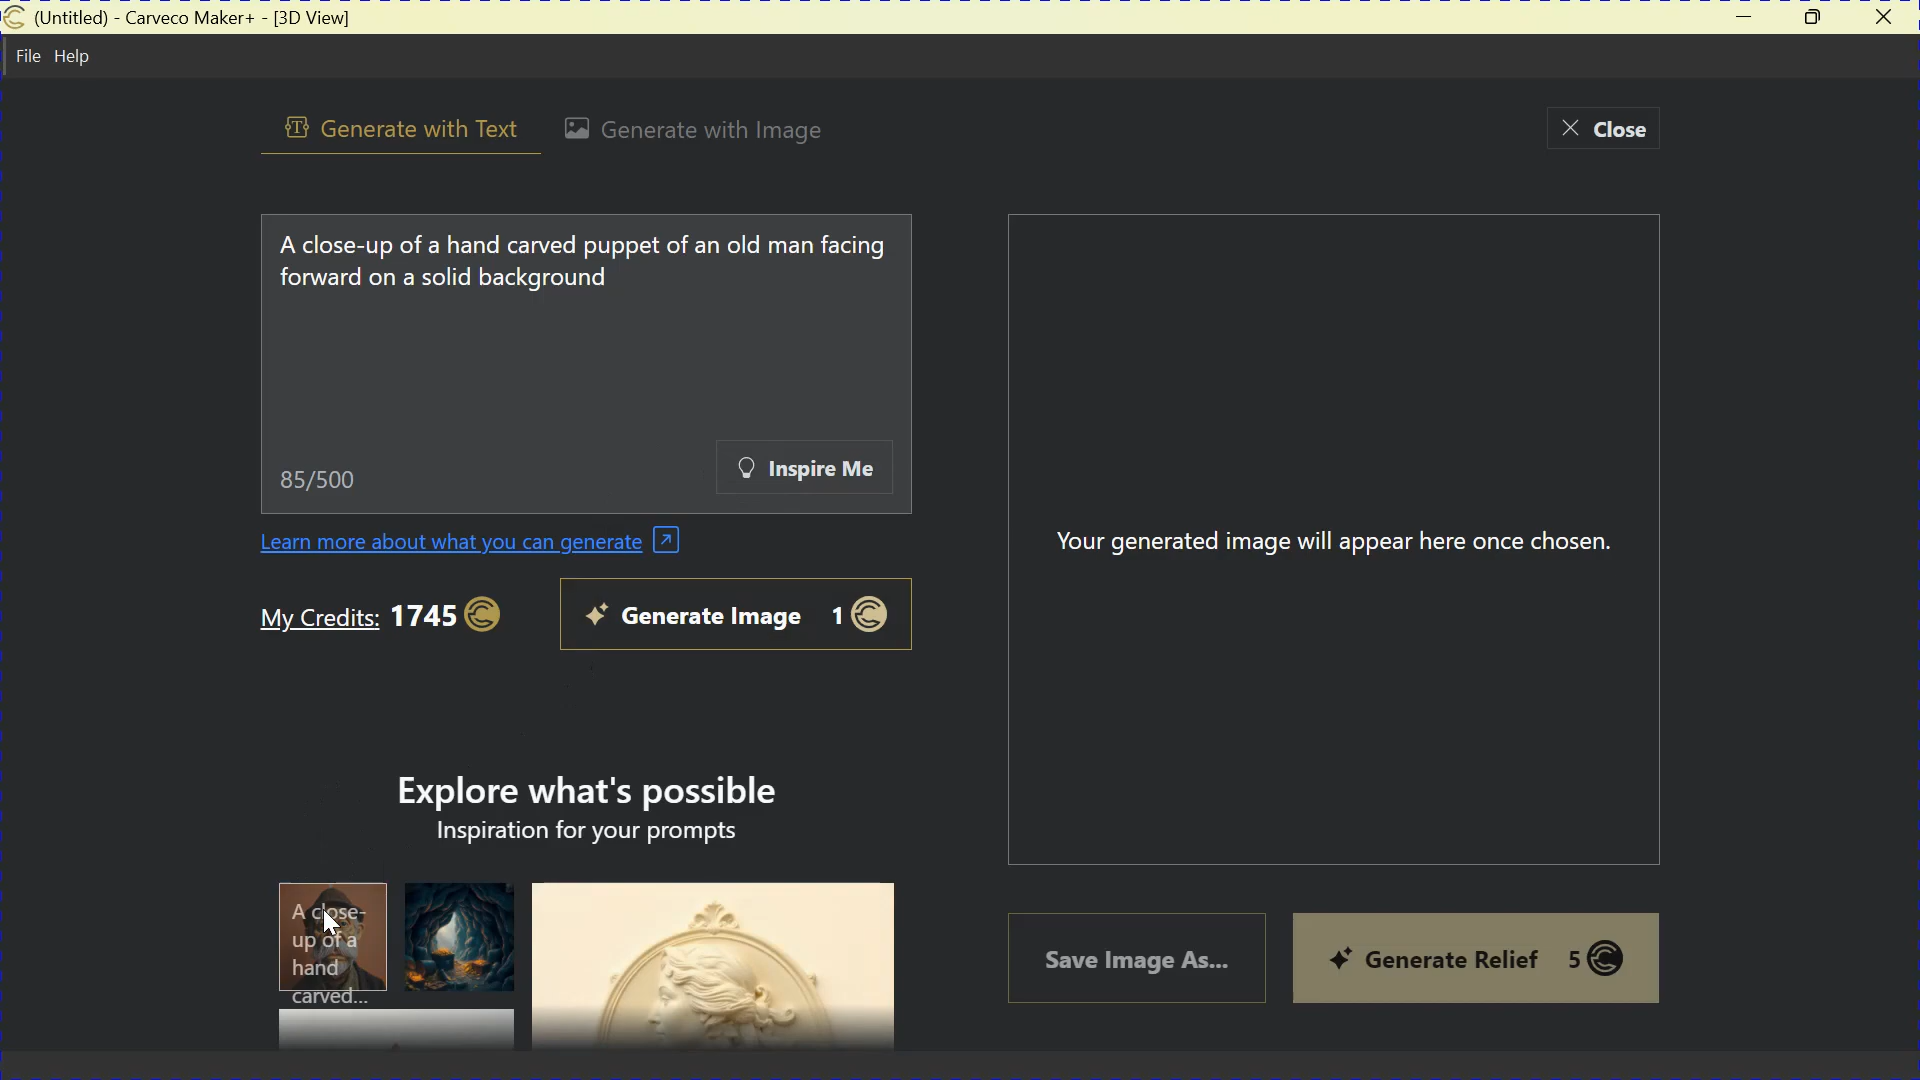 (Untitled) - Carveco Maker+ - [3D View]
File Help
Generate with Text
Generate with Image
Close
A close-up of a hand carved puppet of an old man facing
forward on a solid background
85/500
Inspire Me
Learn more about what you can generate
My Credits: 1745
Generate Image 1
Your generated image will appear here once chosen.
Explore what's possible
Inspiration for your prompts
A close-
up of a
hand
carved...
Save Image As...
Generate Relief 5